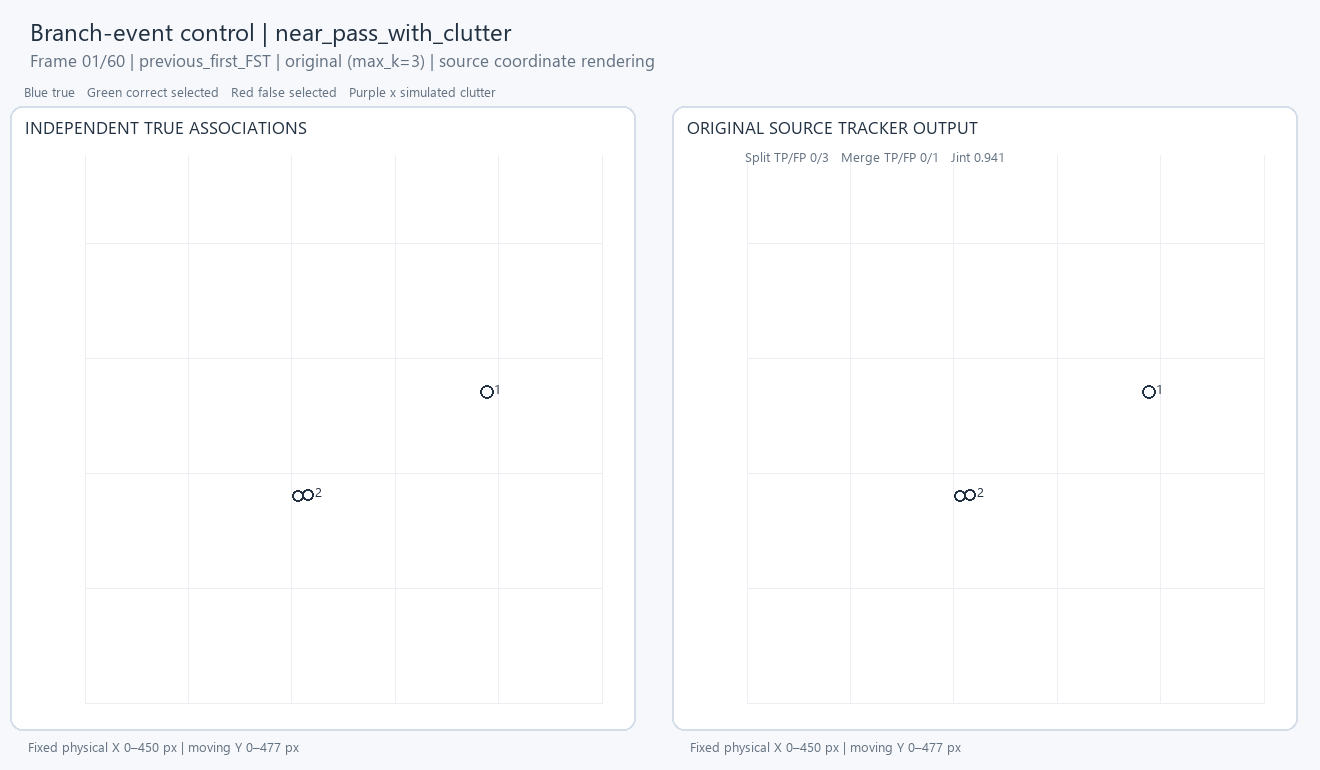 Branch-event control | near_pass_with_clutter
Frame 01/60 | previous_first_FST | original (max_k=3) | source coordinate rendering
Blue true   Green correct selected   Red false selected   Purple x simulated clutter
INDEPENDENT TRUE ASSOCIATIONS
1
2
Fixed physical X 0–450 px | moving Y 0–477 px
ORIGINAL SOURCE TRACKER OUTPUT
Split TP/FP 0/3   Merge TP/FP 0/1   Jint 0.941
1
2
Fixed physical X 0–450 px | moving Y 0–477 px